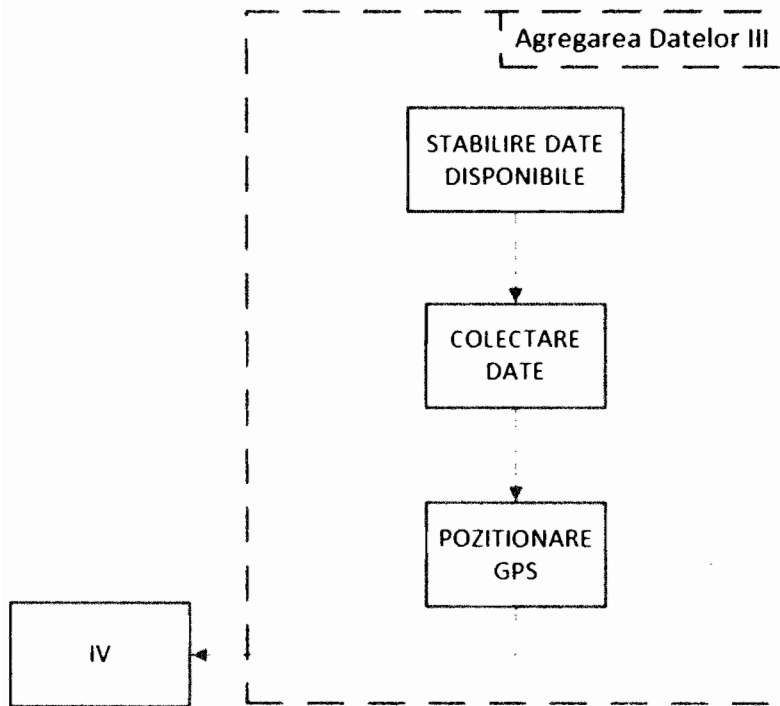 Agregarea Datelor III
STABILIRE DATE
DISPONIBILE
COLECTARE
DATE
POZITIONARE
GPS
IV